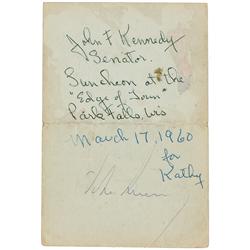 John F Kennedy
Senator.
Luncheon at the
"Edge of Town"
Park Falls, Wis
March 17, 1960
for
Kathy